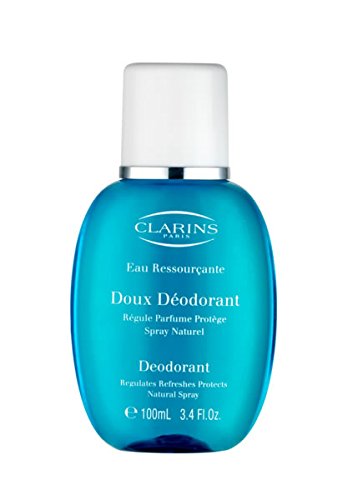 CLARINS
PARIS
Eau Ressourçante
Doux Déodorant
Régule Parfume Protège
Spray Naturel
Deodorant
Regulates Refreshes Protects
Natural Spray
℮ 100mL 3.4 Fl.Oz.